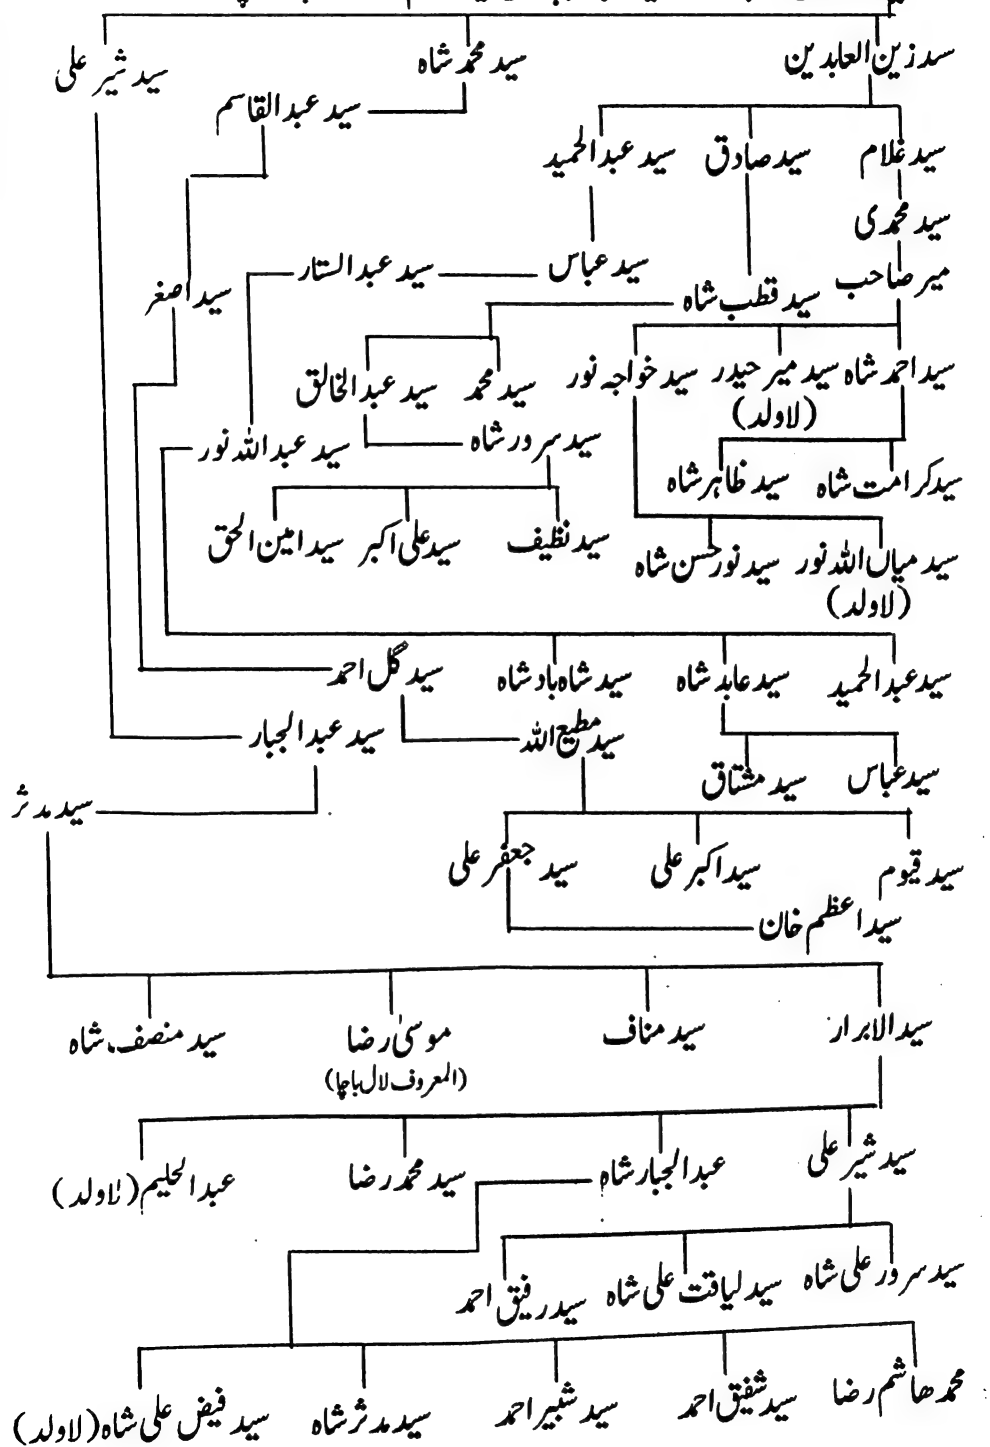 سید زین العابدین سید محمد شاہ سید شیر علی
سید عبدالقاسم
سید غلام سید صادق سید عبدالحمید
سید محمدی
میر صاحب سید عباس سید عبدالستار سید اصغر
سید قطب شاہ
سید احمد شاہ سید میر حیدر سید خواجہ نور سید محمد سید عبدالخالق
(لاولد)
سید سرور شاہ سید عبداللہ نور
سید کرامت شاہ سید ظاہر شاہ
سید نظیف سید علی اکبر سید امین الحق
سید میاں اللہ نور سید نور حسن شاہ
(لاولد)
سید عبدالحمید سید عابد شاہ سید شاہ باد شاہ سید گل احمد
سید مطیع اللہ سید عبدالجبار
سید عباس سید مشتاق
سید مدثر
سید قیوم سید اکبر علی سید جعفر علی
سید اعظم خان
سید الابرار سید مناف موسیٰ رضا سید منصف شاہ
(المعروف لال باچا)
سید شیر علی عبدالجبار شاہ سید محمد رضا عبدالحلیم (لاولد)
سید سرور علی شاہ سید لیاقت علی شاہ سید رفیق احمد
محمد ھاشم رضا سید شفیق احمد سید شبیر احمد سید مدثر شاہ سید فیض علی شاہ (لاولد)